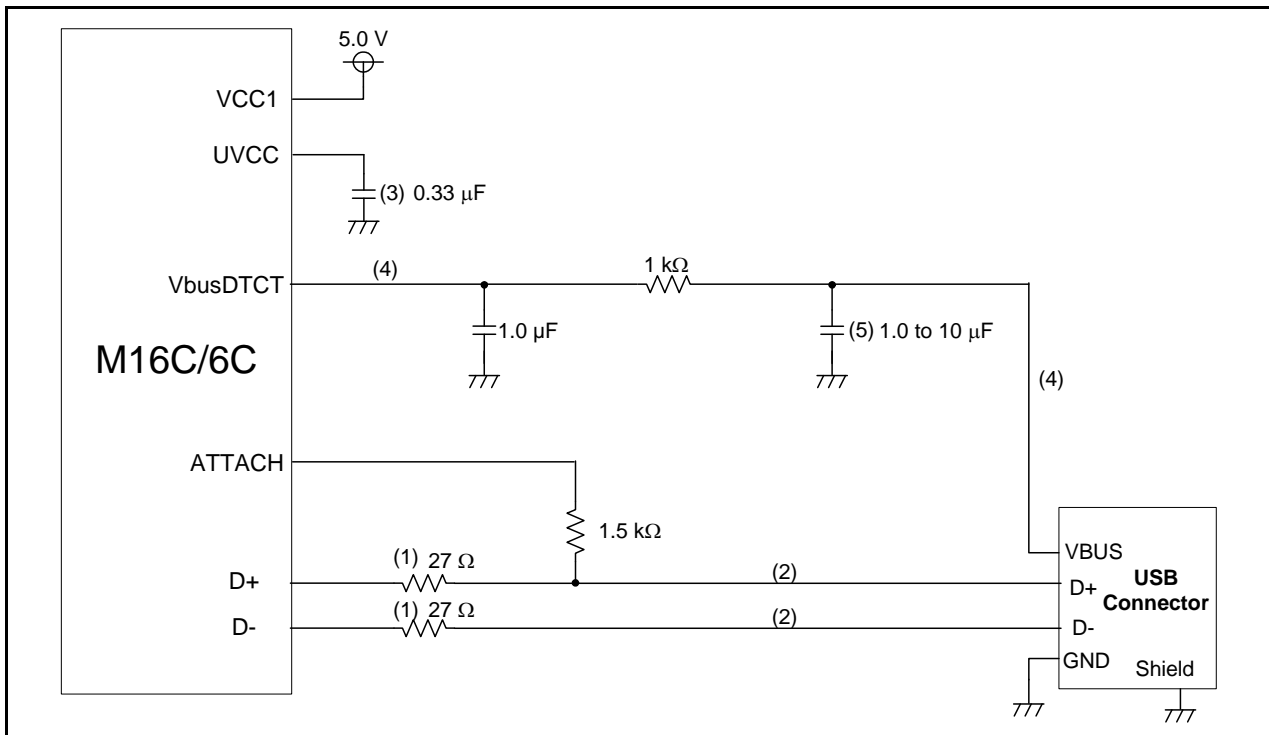 5.0 V
VCC1
UVCC
(3) 0.33 μF
VbusDTCT
(4)
1 kΩ
1.0 µF
(5) 1.0 to 10 μF
M16C/6C
(4)
ATTACH
1.5 kΩ
VBUS
(1) 27 Ω
(2)
D+
D+
USB
Connector
(1) 27 Ω
(2)
D-
D-
GND
Shield